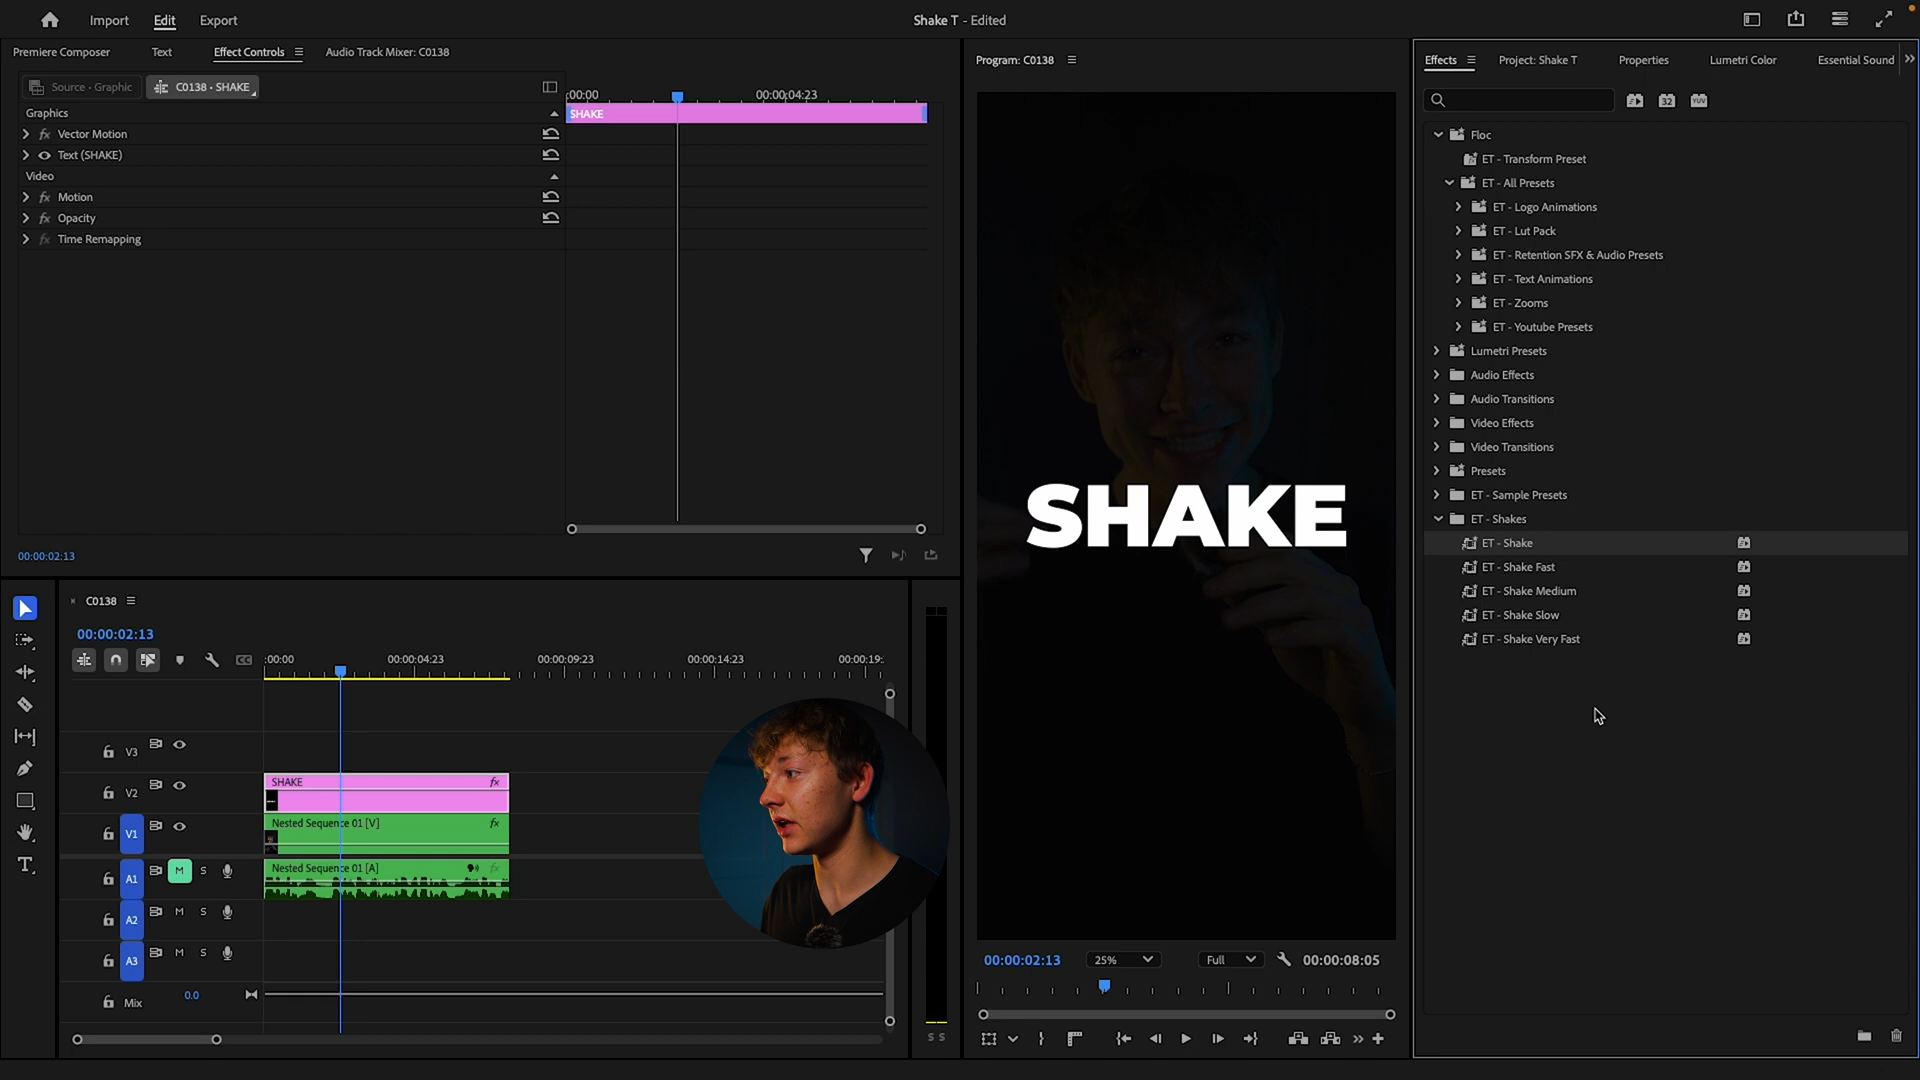 Import Edit Export
Shake T - Edited
Premiere Composer Text Effect Controls Audio Track Mixer: C0138
Source · Graphic C0138 · SHAKE
:00:00 00:00:04:23
Graphics
SHAKE
fx Vector Motion
Text (SHAKE)
Video
fx Motion
fx Opacity
fx Time Remapping
00:00:02:13
Program: C0138
SHAKE
00:00:02:13 25% Full 00:00:08:05
Effects Project: Shake T Properties Lumetri Color Essential Sound
32 YUV
Floc
ET - Transform Preset
ET - All Presets
ET - Logo Animations
ET - Lut Pack
ET - Retention SFX & Audio Presets
ET - Text Animations
ET - Zooms
ET - Youtube Presets
Lumetri Presets
Audio Effects
Audio Transitions
Video Effects
Video Transitions
Presets
ET - Sample Presets
ET - Shakes
ET - Shake
ET - Shake Fast
ET - Shake Medium
ET - Shake Slow
ET - Shake Very Fast
C0138
00:00:02:13
CC :00:00 00:00:04:23 00:00:09:23 00:00:14:23 00:00:19:
V3
V2 SHAKE fx
V1 Nested Sequence 01 [V] fx
A1 M S Nested Sequence 01 [A] fx
A2 M S
A3 M S
Mix 0.0
S S